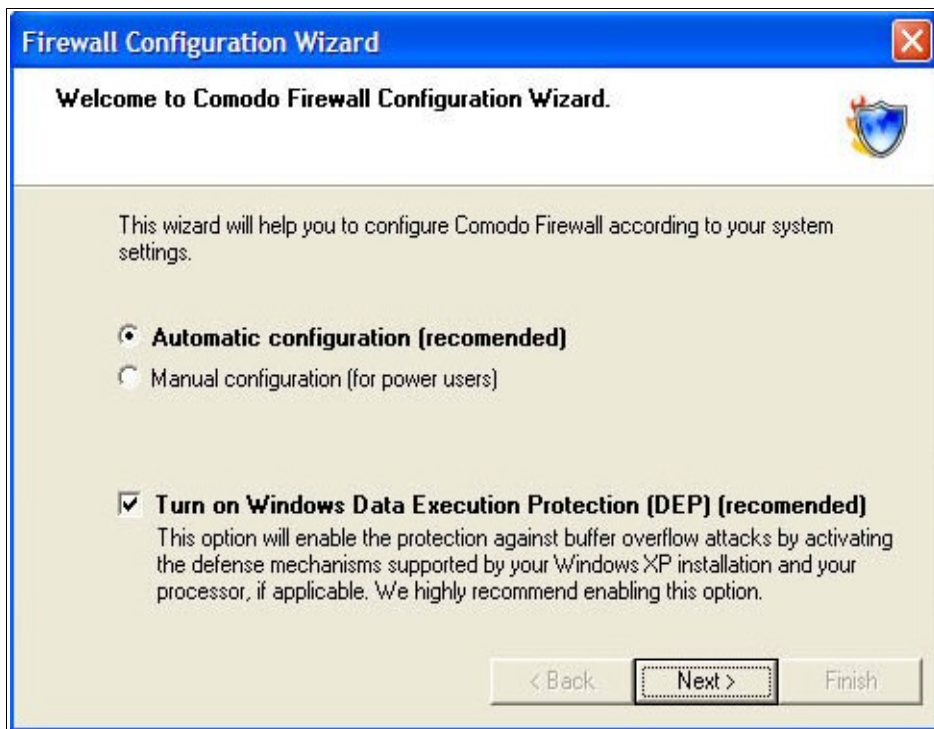 Firewall Configuration Wizard
Welcome to Comodo Firewall Configuration Wizard.
This wizard will help you to configure Comodo Firewall according to your system
settings.
Automatic configuration (recomended)
Manual configuration (for power users)
Turn on Windows Data Execution Protection (DEP) (recomended)
This option will enable the protection against buffer overflow attacks by activating
the defense mechanisms supported by your Windows XP installation and your
processor, if applicable. We highly recommend enabling this option.
< Back Next > Finish